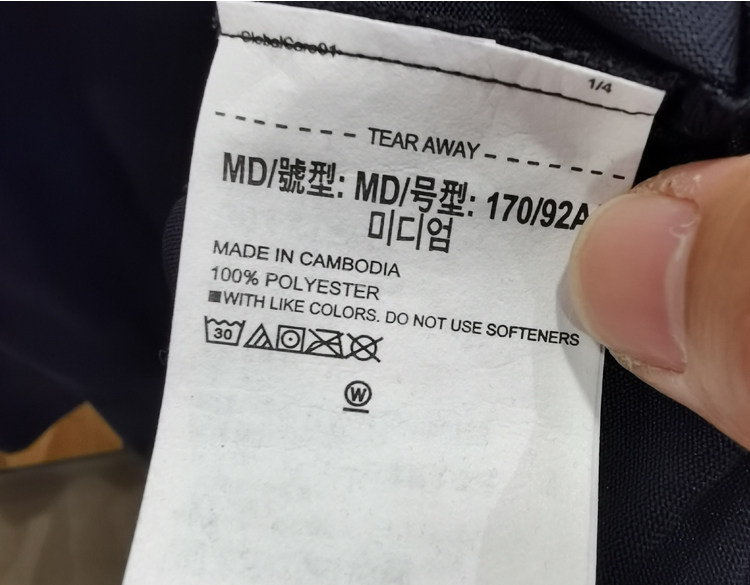 GlobalCare01
1/4
TEAR AWAY
MD/號型: MD/号型: 170/92A
미디엄
MADE IN CAMBODIA
100% POLYESTER
WITH LIKE COLORS. DO NOT USE SOFTENERS
30
W